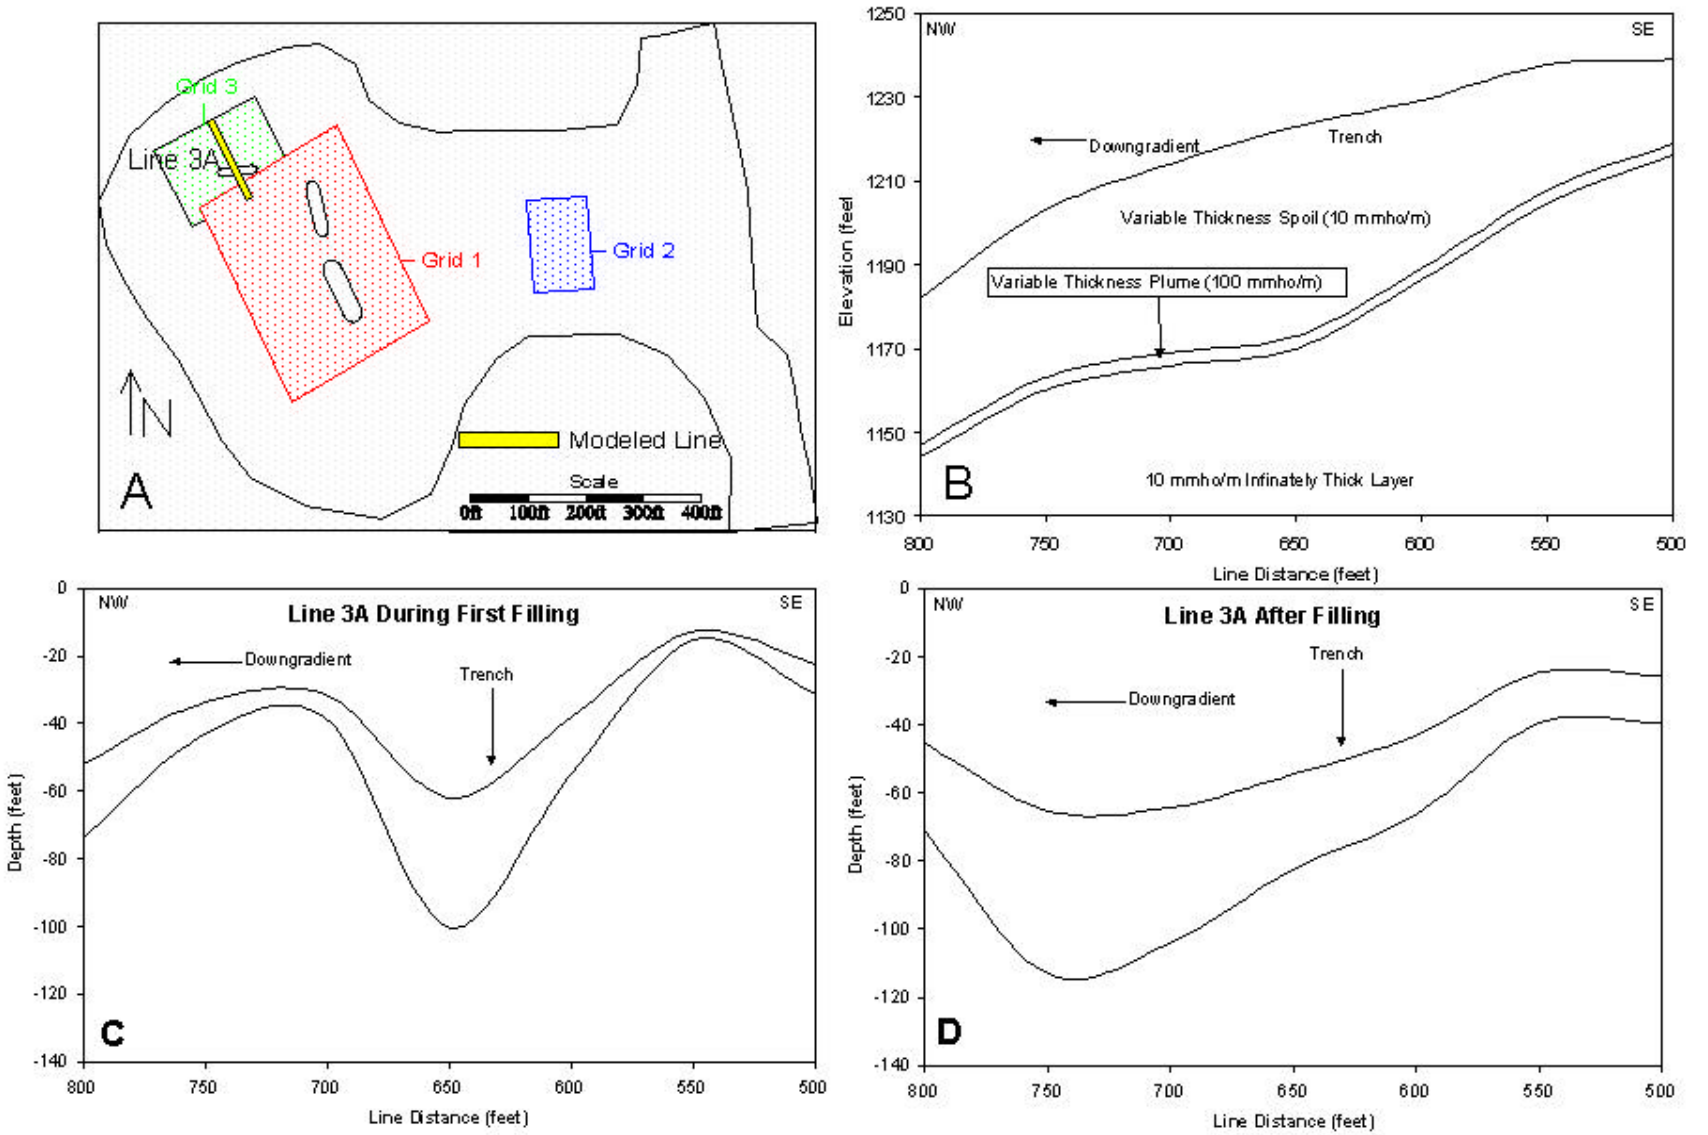 Grid 3
Line 3A
Grid 1
Grid 2
N
Modeled Line
Scale
0ft 100ft 200ft 300ft 400ft
A
NW
SE
1250
1230
1210
1190
1170
1150
1130
Elevation (feet
Downgradient
Trench
Variable Thickness Spoil (10 mmho/m)
Variable Thickness Plume (100 mmho/m)
10 mmho/m Infinately Thick Layer
B
800 750 700 650 600 550 500
Line Distance (feet)
NW
Line 3A During First Filling
SE
0
-20
-40
-60
-80
-100
-120
-140
Depth (feet)
Downgradient
Trench
C
800 750 700 650 600 550 500
Line Distance (feet)
NW
Line 3A After Filling
SE
0
-20
-40
-60
-80
-100
-120
-140
Depth (feet)
Trench
Downgradient
D
800 750 700 650 600 550 500
Line Distance (feet)